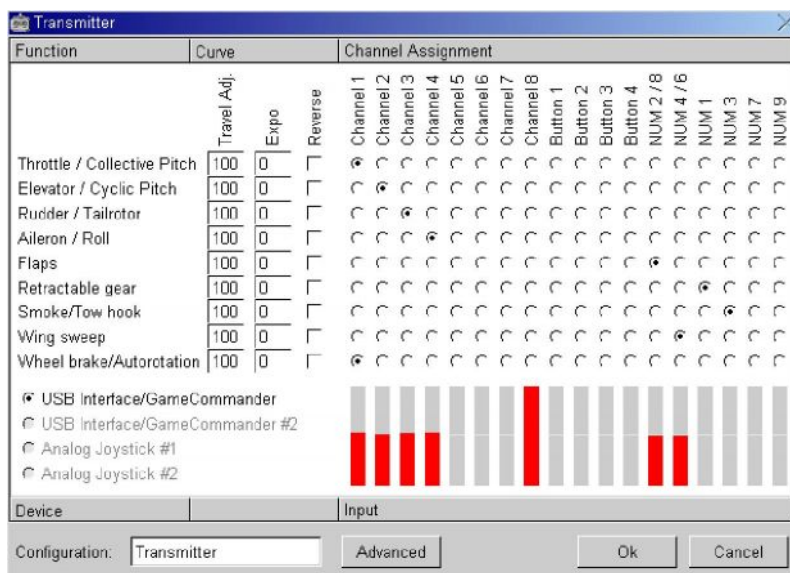 Transmitter
Function Curve Channel Assignment
Travel Adj. Expo Reverse Channel 1 Channel 2 Channel 3 Channel 4 Channel 5 Channel 6 Channel 7 Channel 8 Button 1 Button 2 Button 3 Button 4 NUM 2 / 8 NUM 4 / 6 NUM 1 NUM 3 NUM 7 NUM 9
Throttle / Collective Pitch 100 0
Elevator / Cyclic Pitch 100 0
Rudder / Tailrotor 100 0
Aileron / Roll 100 0
Flaps 100 0
Retractable gear 100 0
Smoke/Tow hook 100 0
Wing sweep 100 0
Wheel brake/Autorotation 100 0
USB Interface/GameCommander
USB Interface/GameCommander #2
Analog Joystick #1
Analog Joystick #2
Device Input
Configuration: Transmitter Advanced Ok Cancel